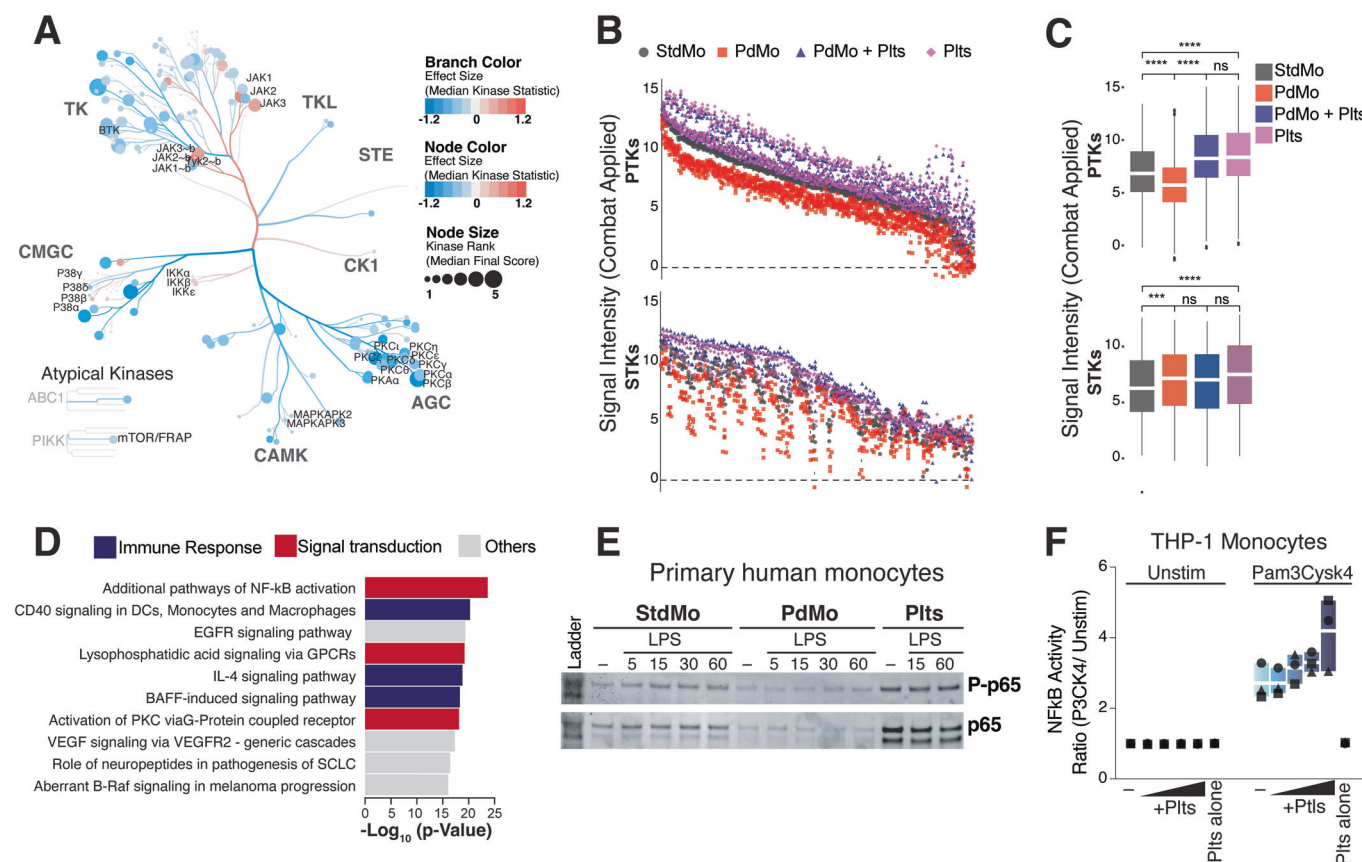 A
TK
JAK1
JAK2
JAK3
BTK
JAK3~b
JAK2~b
Tyk2~b
JAK1~b
TKL
STE
CK1
CMGC
P38γ
P38δ
P38β
P38α
IKKα
IKKβ
IKKε
PKCι
PKCη
PKCζ
PKCδ
PKCε
PKCθ
PKCγ
PKAα
PKCα
PKCβ
AGC
MAPKAPK2
MAPKAPK3
CAMK
Atypical Kinases
ABC1
PIKK
mTOR/FRAP
Branch Color
Effect Size
(Median Kinase Statistic)
-1.2 0 1.2
Node Color
Effect Size
(Median Kinase Statistic)
-1.2 0 1.2
Node Size
Kinase Rank
(Median Final Score)
1 5
B
StdMo PdMo PdMo + Plts Plts
Signal Intensity (Combat Applied)
PTKs
15
10
5
0
STKs
15
10
5
0
C
StdMo
PdMo
PdMo + Plts
Plts
Signal Intensity (Combat Applied)
PTKs
****
**** **** ns
15
10
5
0
STKs
****
*** ns ns
10
5
0
D
Immune Response Signal transduction Others
Additional pathways of NF-kB activation
CD40 signaling in DCs, Monocytes and Macrophages
EGFR signaling pathway
Lysophosphatidic acid signaling via GPCRs
IL-4 signaling pathway
BAFF-induced signaling pathway
Activation of PKC viaG-Protein coupled receptor
VEGF signaling via VEGFR2 - generic cascades
Role of neuropeptides in pathogenesis of SCLC
Aberrant B-Raf signaling in melanoma progression
0 5 10 15 20 25
-Log10 (p-Value)
E
Primary human monocytes
StdMo PdMo Plts
LPS LPS LPS
Ladder – 5 15 30 60 – 5 15 30 60 – 15 60
P-p65
p65
F
THP-1 Monocytes
Unstim Pam3Cysk4
NFkB Activity
Ratio (P3CK4/ Unstim)
6
4
2
0
– +Plts Plts alone – +Ptls Plts alone